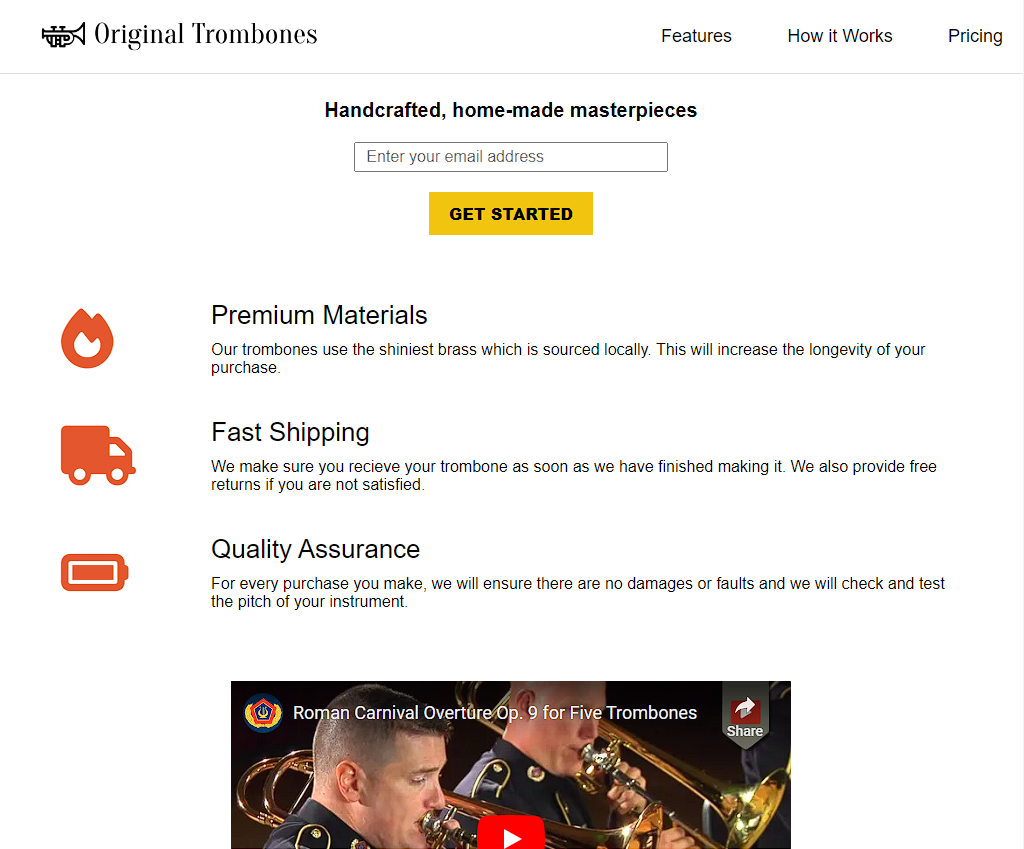 Original Trombones
Features
How it Works
Pricing
Handcrafted, home-made masterpieces
Enter your email address
GET STARTED
Premium Materials
Our trombones use the shiniest brass which is sourced locally. This will increase the longevity of your
purchase.
Fast Shipping
We make sure you recieve your trombone as soon as we have finished making it. We also provide free
returns if you are not satisfied.
Quality Assurance
For every purchase you make, we will ensure there are no damages or faults and we will check and test
the pitch of your instrument.
Roman Carnival Overture Op. 9 for Five Trombones
Share